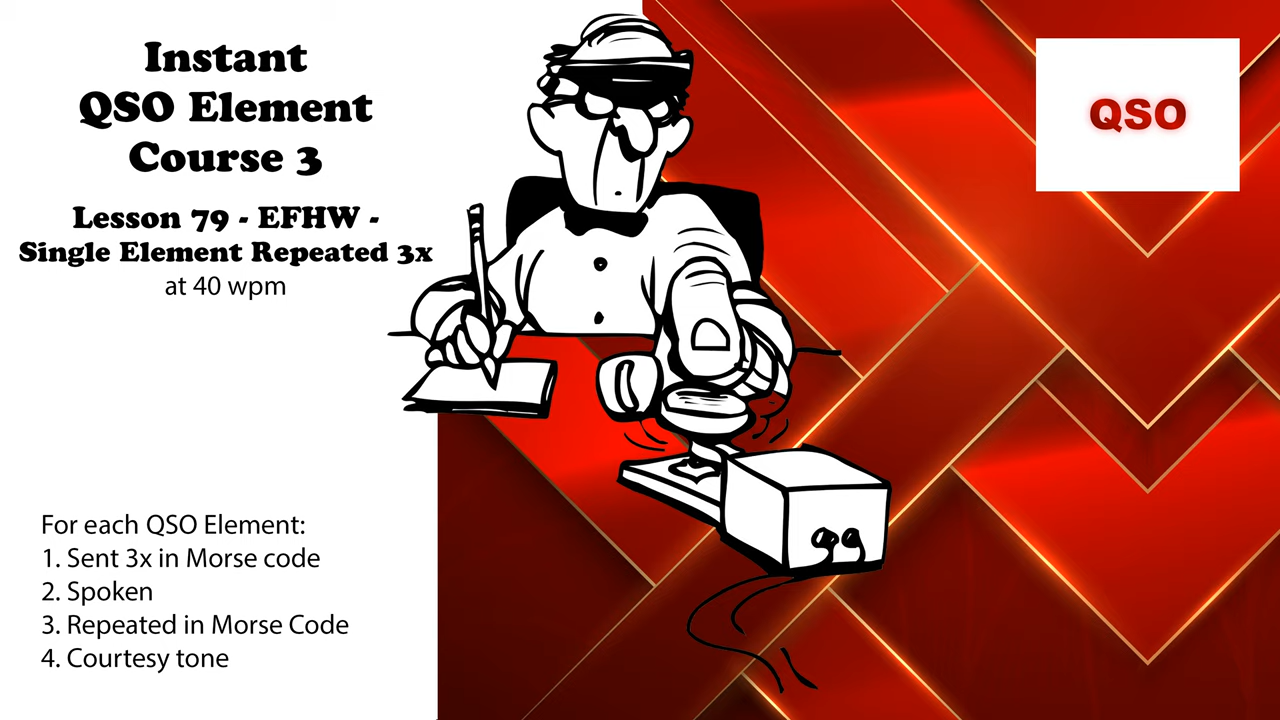 Instant
QSO Element
Course 3
Lesson 79 - EFHW -
Single Element Repeated 3x
at 40 wpm
QSO
For each QSO Element:
1. Sent 3x in Morse code
2. Spoken
3. Repeated in Morse Code
4. Courtesy tone